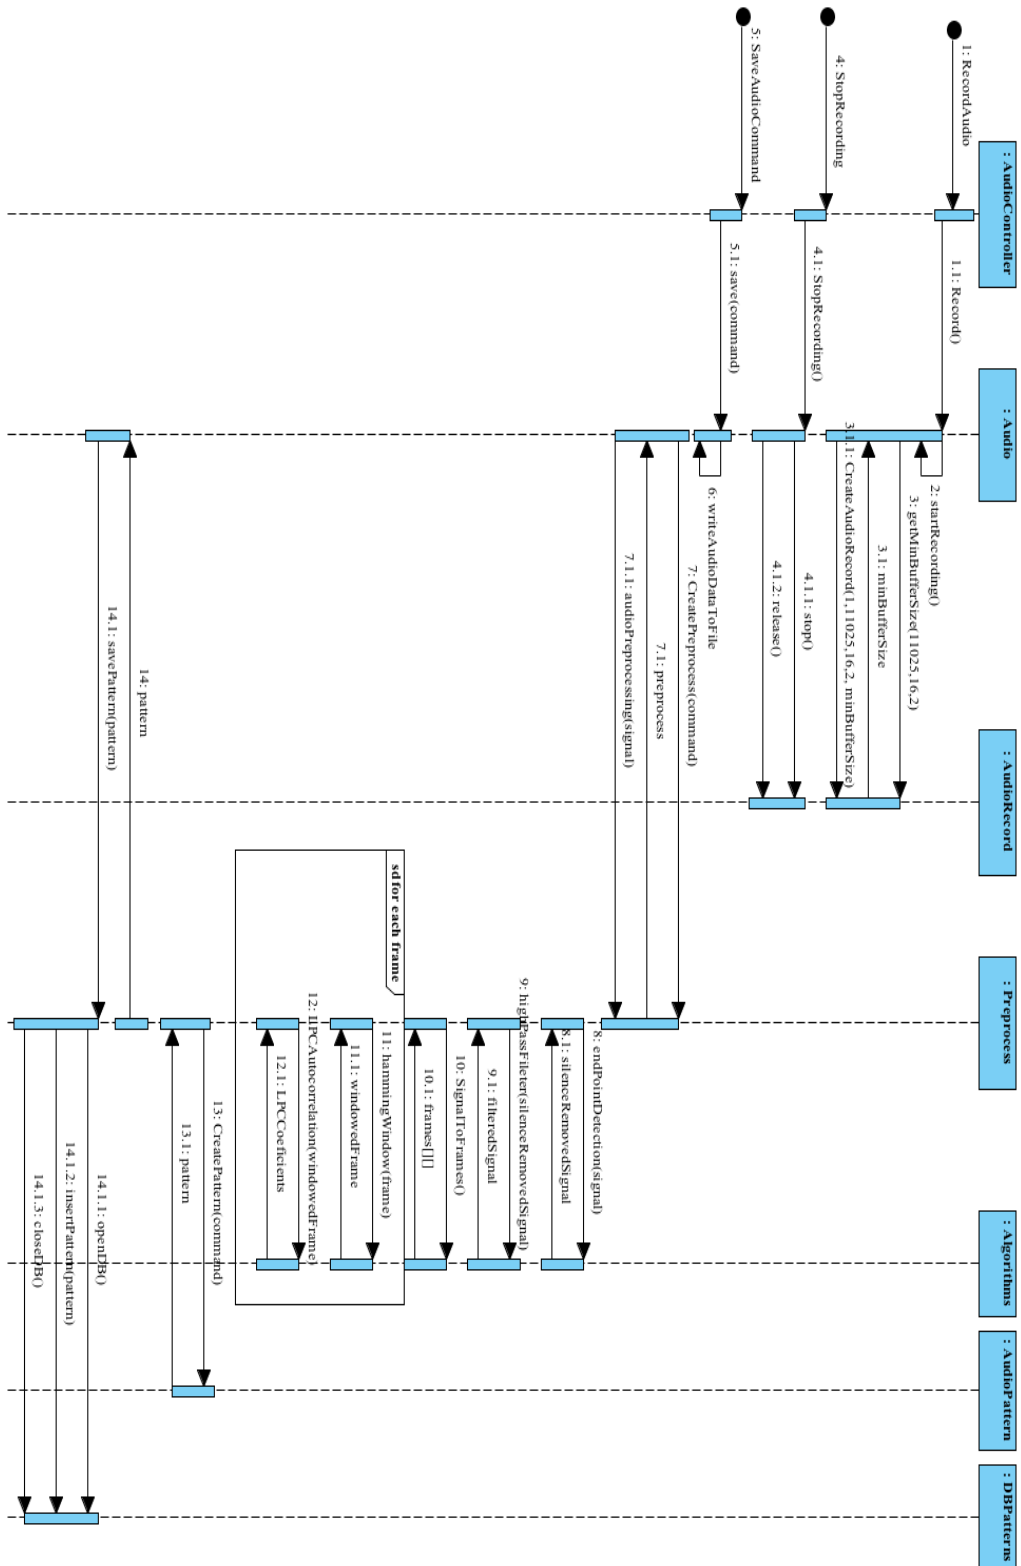 : AudioController
: Audio
: AudioRecord
: Preprocess
: Algorithms
: AudioPattern
: DBPatterns
1: RecordAudio
1.1: Record()
2: startRecording()
3: getMinBufferSize(11025,16,2)
3.1: minBufferSize
3.1.1: CreateAudioRecord(1,11025,16,2, minBufferSize)
4: StopRecording
4.1: StopRecording()
4.1.1: stop()
4.1.2: release()
5: SaveAudioCommand
5.1: save(command)
6: writeAudioDataToFile
7: CreatePreprocess(command)
7.1: preprocess
7.1.1: audioPreprocessing(signal)
8: endPointDetection(signal)
8.1: silenceRemovedSignal
9: highPassFileter(silenceRemovedSignal)
9.1: filteredSignal
10: SignalToFrames()
10.1: frames[][]
sd for each frame
11: hammingWindow(frame)
11.1: windowedFrame
12: LPCAutocorrelation(windowedFrame)
12.1: LPCCoeficients
13: CreatePattern(command)
13.1: pattern
14: pattern
14.1: savePattern(pattern)
14.1.1: openDB()
14.1.2: insertPattern(pattern)
14.1.3: closeDB()